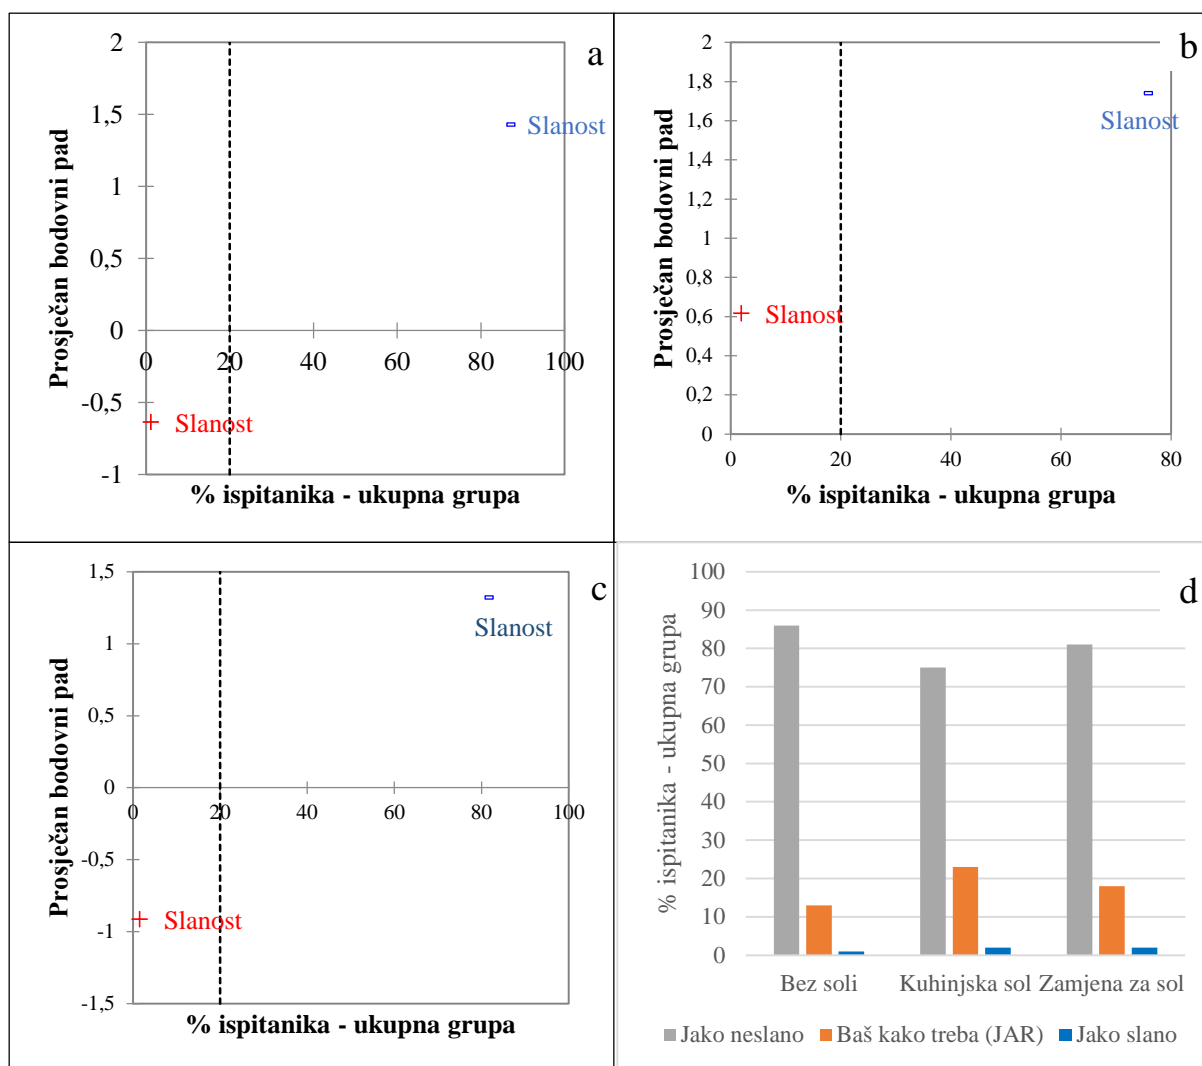 a
2
1,5
1
0,5
0
-0,5
-1
0 20 40 60 80 100
Slanost
Slanost
Prosječan bodovni pad
% ispitanika - ukupna grupa
b
2
1,8
1,6
1,4
1,2
1
0,8
0,6
0,4
0,2
0
0 20 40 60 80
Slanost
Slanost
Prosječan bodovni pad
% ispitanika - ukupna grupa
c
1,5
1
0,5
0
-0,5
-1
-1,5
0 20 40 60 80 100
Slanost
Slanost
Prosječan bodovni pad
% ispitanika - ukupna grupa
d
100
90
80
70
60
50
40
30
20
10
0
% ispitanika - ukupna grupa
Bez soli Kuhinjska sol Zamjena za sol
Jako neslano Baš kako treba (JAR) Jako slano